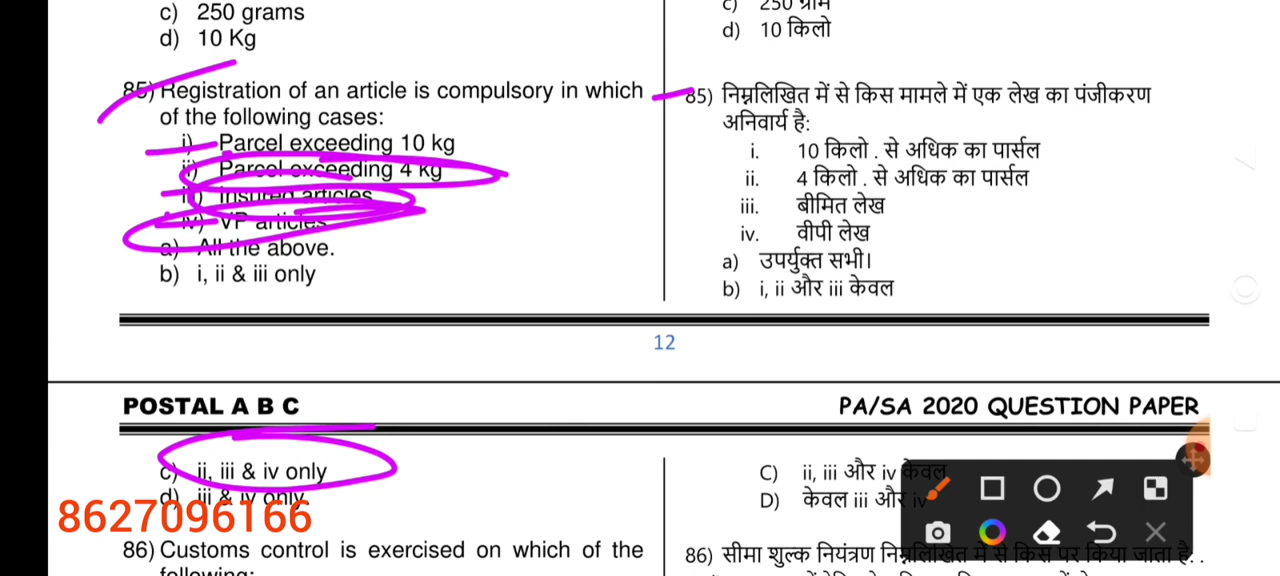 c) 250 grams
d) 10 Kg
85) Registration of an article is compulsory in which
of the following cases:
i) Parcel exceeding 10 kg
ii) Parcel exceeding 4 kg
iii) Insured articles
iv) VP articles
a) All the above.
b) i, ii & iii only
c) 250 ग्राम
d) 10 किलो
85) निम्नलिखित में से किस मामले में एक लेख का पंजीकरण
अनिवार्य है:
i. 10 किलो . से अधिक का पार्सल
ii. 4 किलो . से अधिक का पार्सल
iii. बीमित लेख
iv. वीपी लेख
a) उपर्युक्त सभी।
b) i, ii और iii केवल
12
POSTAL A B C
PA/SA 2020 QUESTION PAPER
c) ii, iii & iv only
d) iii & iv only
8627096166
86) Customs control is exercised on which of the
following:
C) ii, iii और iv केवल
D) केवल iii और iv
86) सीमा शुल्क नियंत्रण निम्नलिखित में से किस पर किया जाता है: